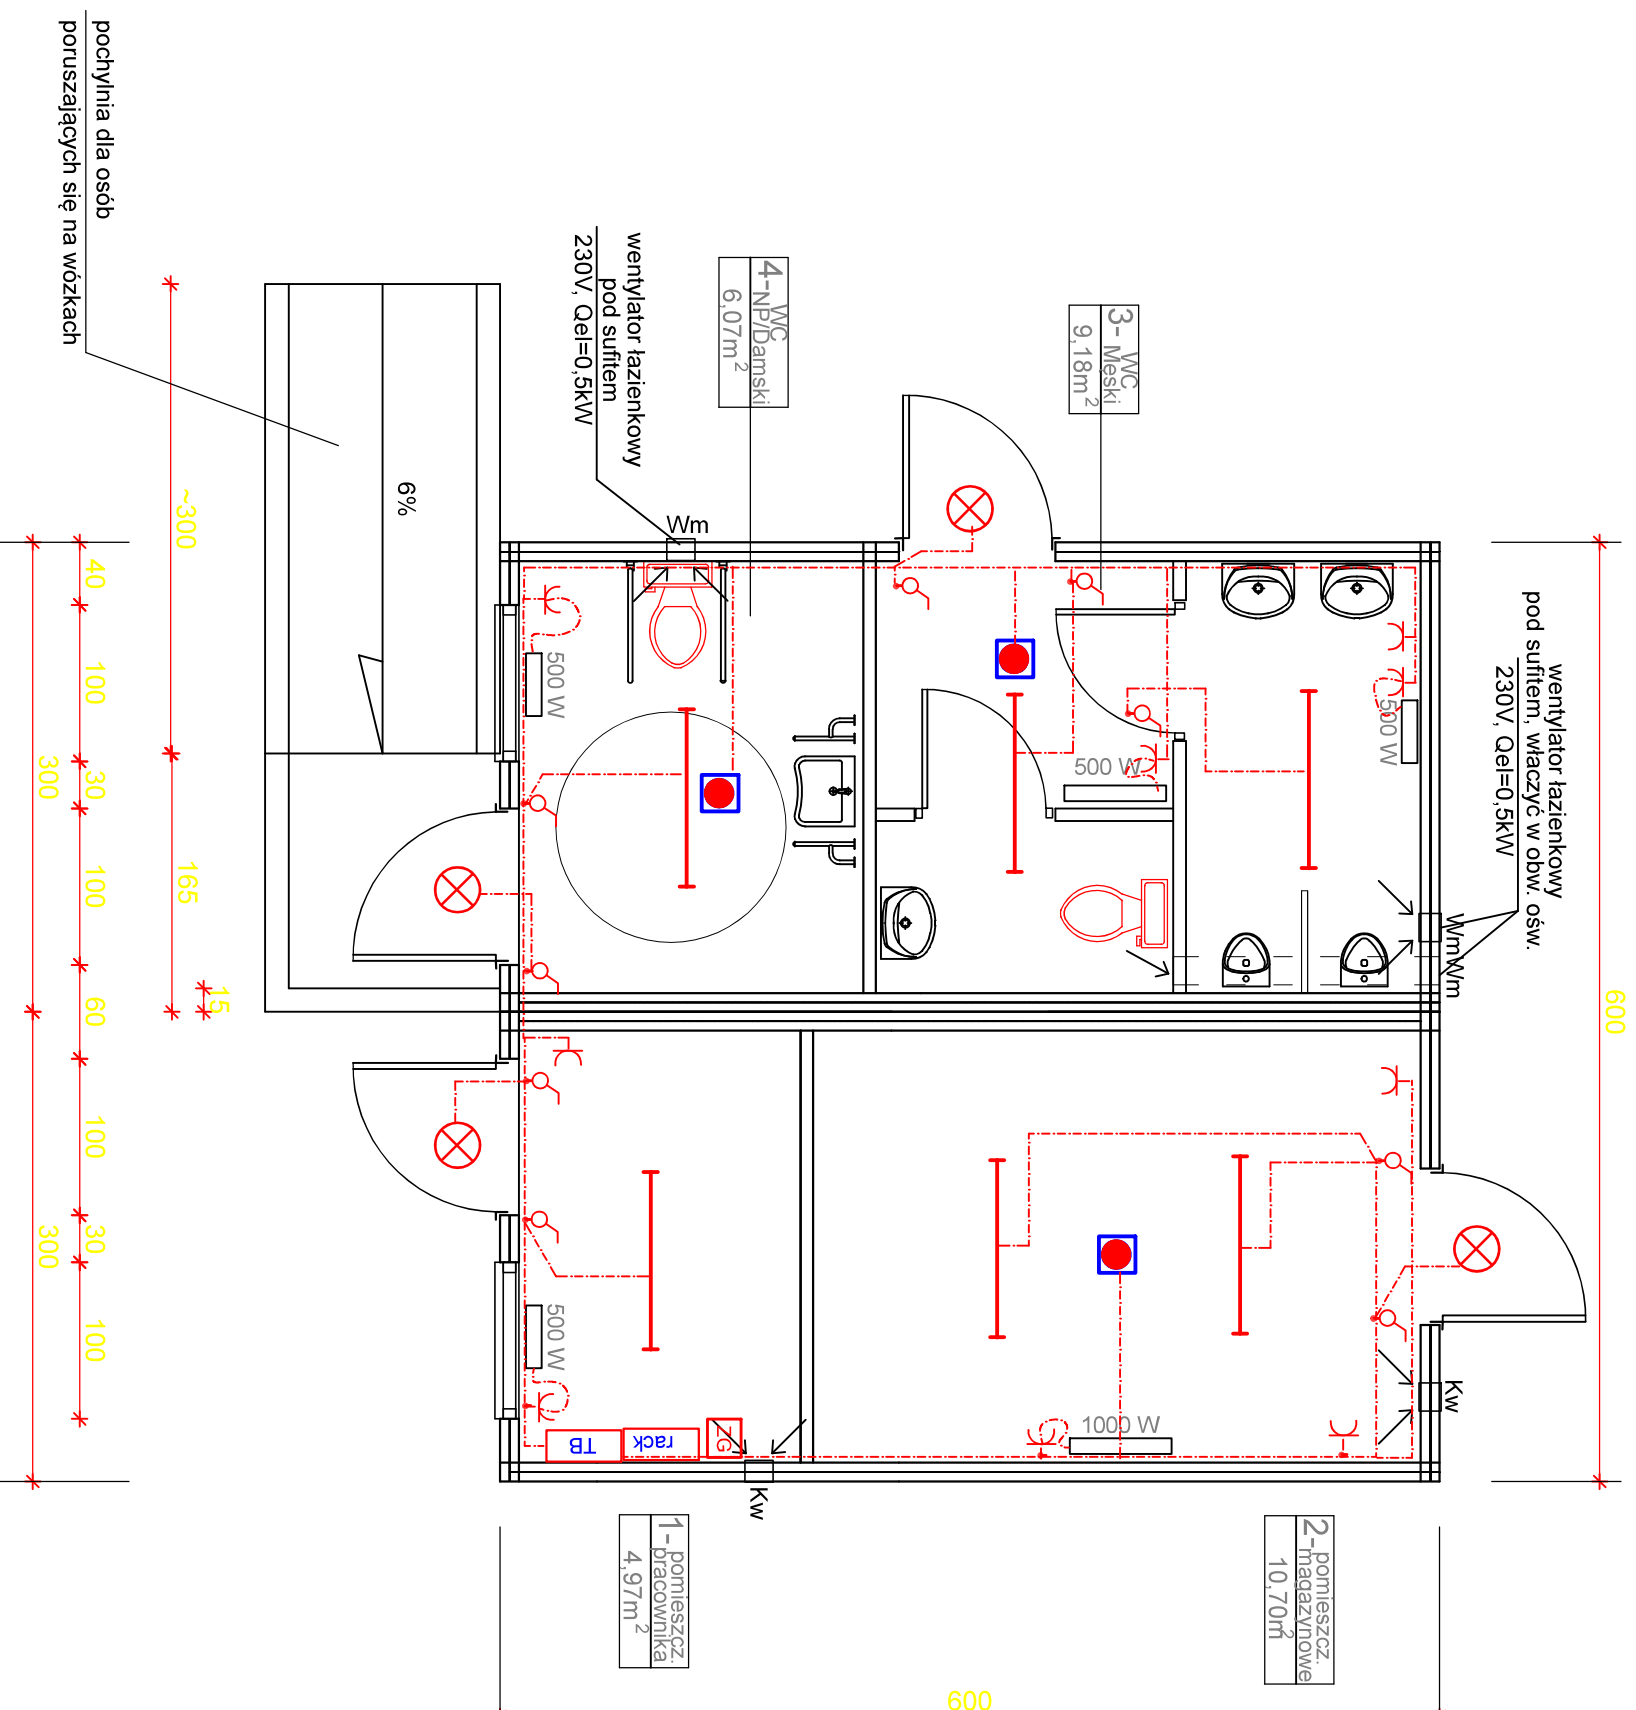 pochylnia dla osób
poruszających się na wózkach
wentylator łazienkowy
pod sufitem
230V, Qel=0,5kW
4-WC
NP/Damski
6,07m²
3- WC
Męski
9,18m²
wentylator łazienkowy
pod sufitem, włączyć w obw. ośw.
230V, Qel=0,5kW
6%
Wm
Wm
Wm
500 W
500 W
500 W
500 W
1000 W
TB
rack
ZG
Kw
Kw
1-pomieszcz.
pracownika
4,97m²
2-pomieszcz.
magazynowe
10,70m²
~300
165
15
40
100
30
100
60
100
30
100
300
300
600
600